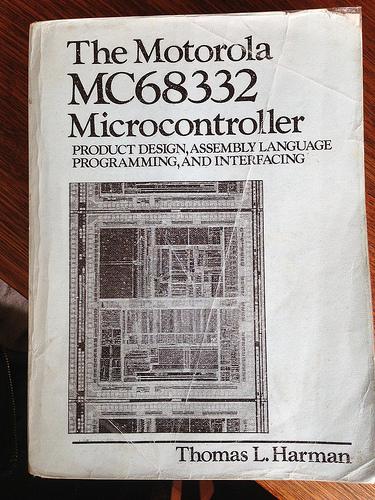 The Motorola
MC68332
Microcontroller
PRODUCT DESIGN, ASSEMBLY LANGUAGE
PROGRAMMING, AND INTERFACING
Thomas L. Harman